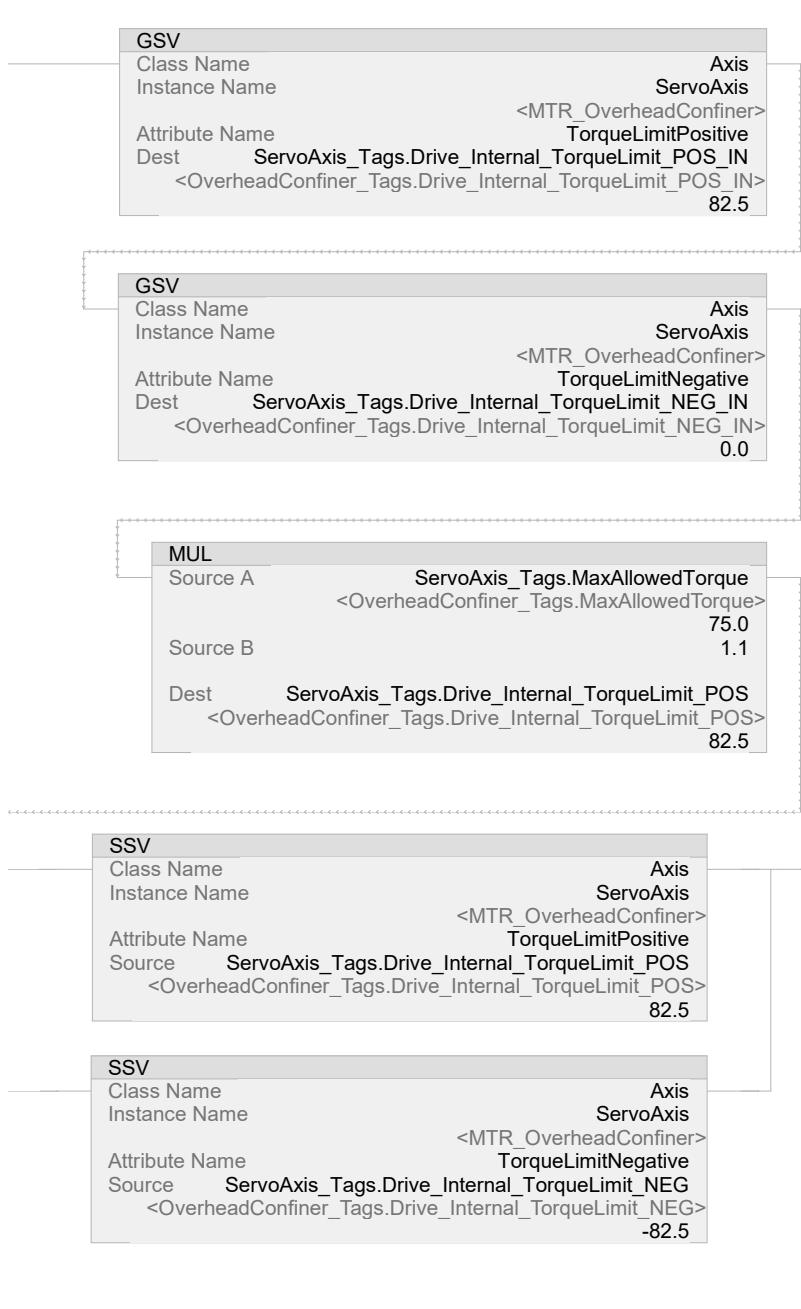 GSV
Class Name Axis
Instance Name ServoAxis
<MTR_OverheadConfiner>
Attribute Name TorqueLimitPositive
Dest ServoAxis_Tags.Drive_Internal_TorqueLimit_POS_IN
<OverheadConfiner_Tags.Drive_Internal_TorqueLimit_POS_IN>
82.5
GSV
Class Name Axis
Instance Name ServoAxis
<MTR_OverheadConfiner>
Attribute Name TorqueLimitNegative
Dest ServoAxis_Tags.Drive_Internal_TorqueLimit_NEG_IN
<OverheadConfiner_Tags.Drive_Internal_TorqueLimit_NEG_IN>
0.0
MUL
Source A ServoAxis_Tags.MaxAllowedTorque
<OverheadConfiner_Tags.MaxAllowedTorque>
75.0
Source B 1.1
Dest ServoAxis_Tags.Drive_Internal_TorqueLimit_POS
<OverheadConfiner_Tags.Drive_Internal_TorqueLimit_POS>
82.5
SSV
Class Name Axis
Instance Name ServoAxis
<MTR_OverheadConfiner>
Attribute Name TorqueLimitPositive
Source ServoAxis_Tags.Drive_Internal_TorqueLimit_POS
<OverheadConfiner_Tags.Drive_Internal_TorqueLimit_POS>
82.5
SSV
Class Name Axis
Instance Name ServoAxis
<MTR_OverheadConfiner>
Attribute Name TorqueLimitNegative
Source ServoAxis_Tags.Drive_Internal_TorqueLimit_NEG
<OverheadConfiner_Tags.Drive_Internal_TorqueLimit_NEG>
-82.5